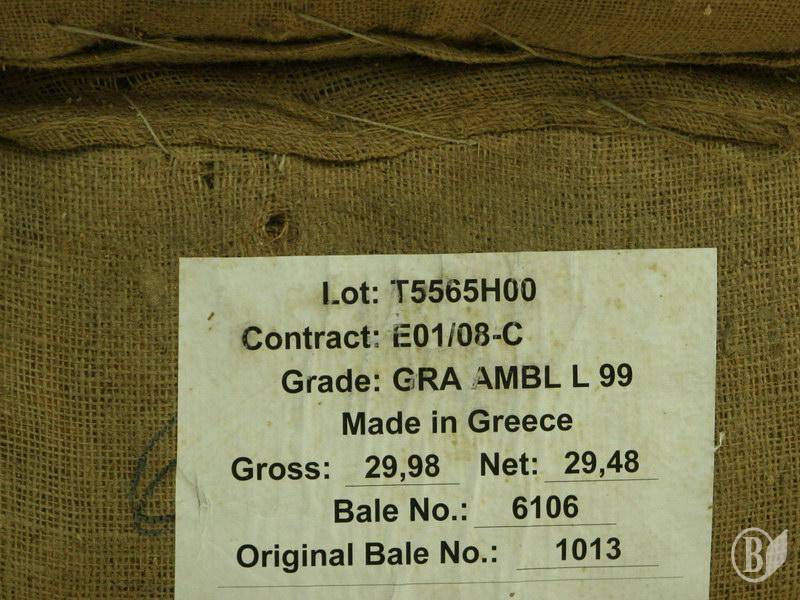 Lot: T5565H00
Contract: E01/08-C
Grade: GRA AMBL L 99
Made in Greece
Gross: 29,98 Net: 29,48
Bale No.: 6106
Original Bale No.: 1013
B